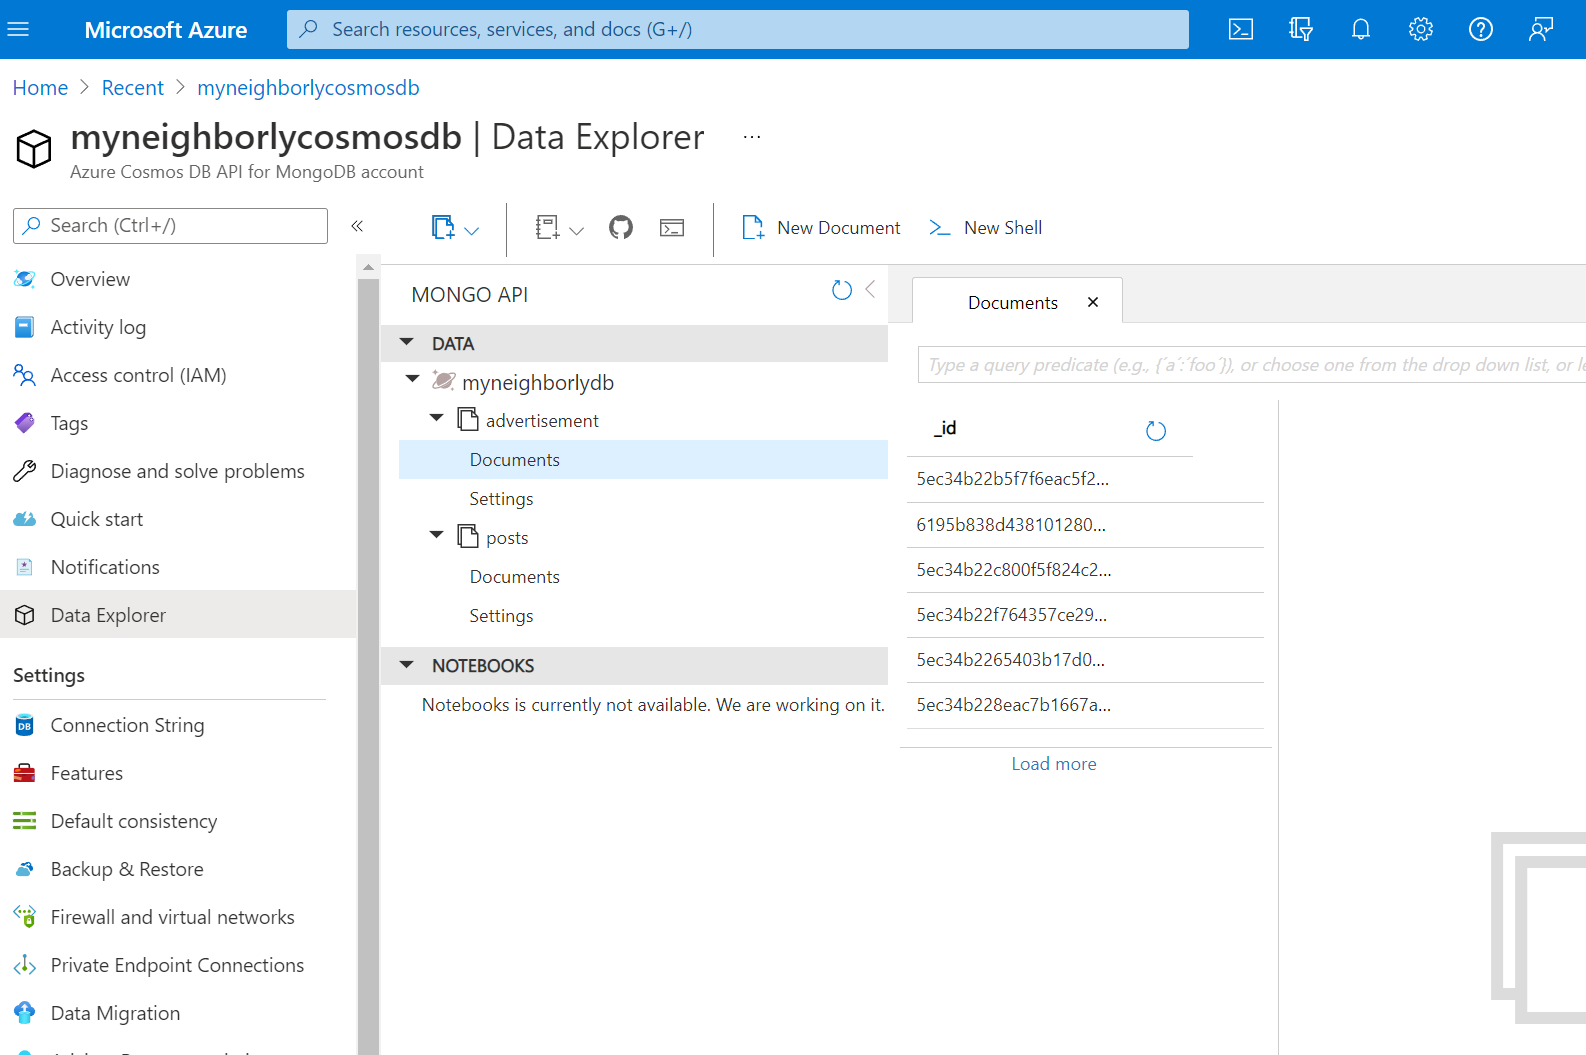 Microsoft Azure
Search resources, services, and docs (G+/)
Home > Recent > myneighborlycosmosdb
myneighborlycosmosdb | Data Explorer ...
Azure Cosmos DB API for MongoDB account
Search (Ctrl+/)
«
New Document
New Shell
Overview
Activity log
Access control (IAM)
Tags
Diagnose and solve problems
Quick start
Notifications
Data Explorer
Settings
Connection String
DB
Features
Default consistency
Backup & Restore
Firewall and virtual networks
Private Endpoint Connections
Data Migration
MONGO API
DATA
myneighborlydb
advertisement
Documents
Settings
posts
Documents
Settings
NOTEBOOKS
Notebooks is currently not available. We are working on it.
Documents
Type a query predicate (e.g., {´a´:´foo´}), or choose one from the drop down list, or le
_id
5ec34b22b5f7f6eac5f2...
6195b838d438101280...
5ec34b22c800f5f824c2...
5ec34b22f764357ce29...
5ec34b2265403b17d0...
5ec34b228eac7b1667a...
Load more